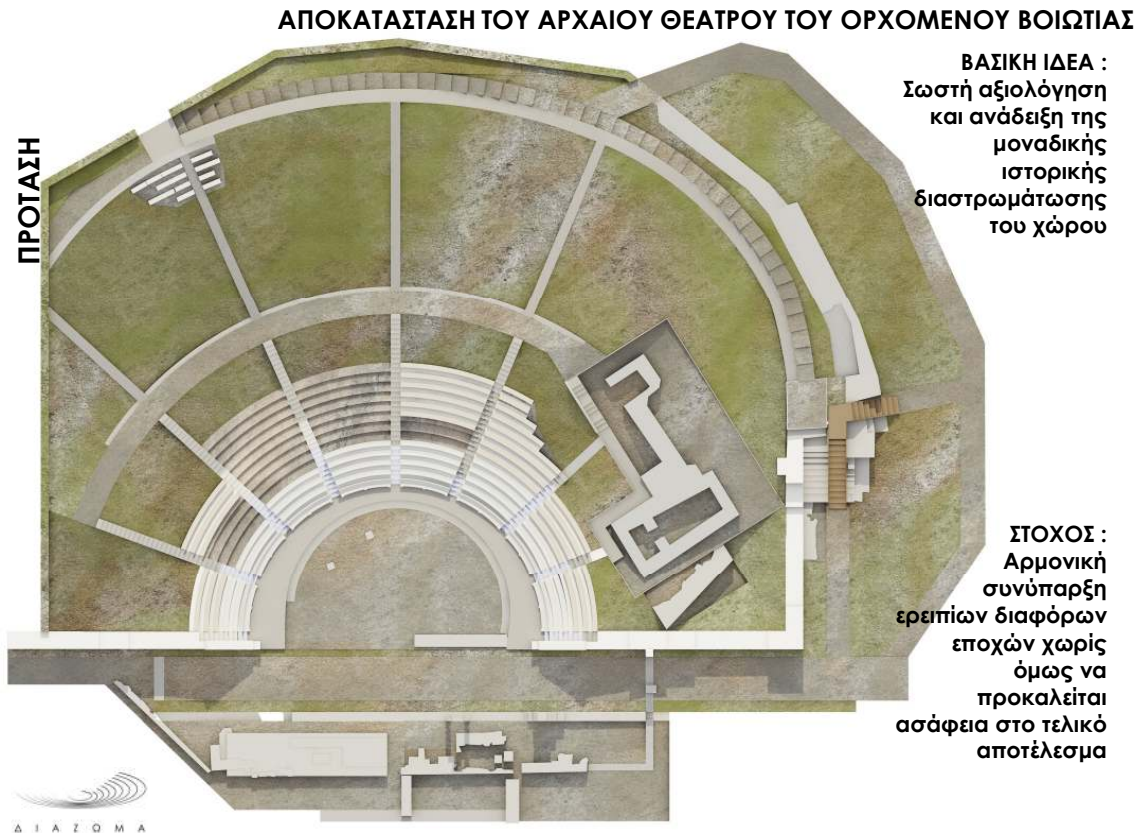 ΑΠΟΚΑΤΑΣΤΑΣΗ ΤΟΥ ΑΡΧΑΙΟΥ ΘΕΑΤΡΟΥ ΤΟΥ ΟΡΧΟΜΕΝΟΥ ΒΟΙΩΤΙΑΣ
ΒΑΣΙΚΗ ΙΔΕΑ :
Σωστή αξιολόγηση
και ανάδειξη της
μοναδικής
ιστορικής
διαστρωμάτωσης
του χώρου
ΠΡΟΤΑΣΗ
ΣΤΟΧΟΣ :
Αρμονική
συνύπαρξη
ερειπίων διαφόρων
εποχών χωρίς
όμως να
προκαλείται
ασάφεια στο τελικό
αποτέλεσμα
ΔΙΑΖΩΜΑ